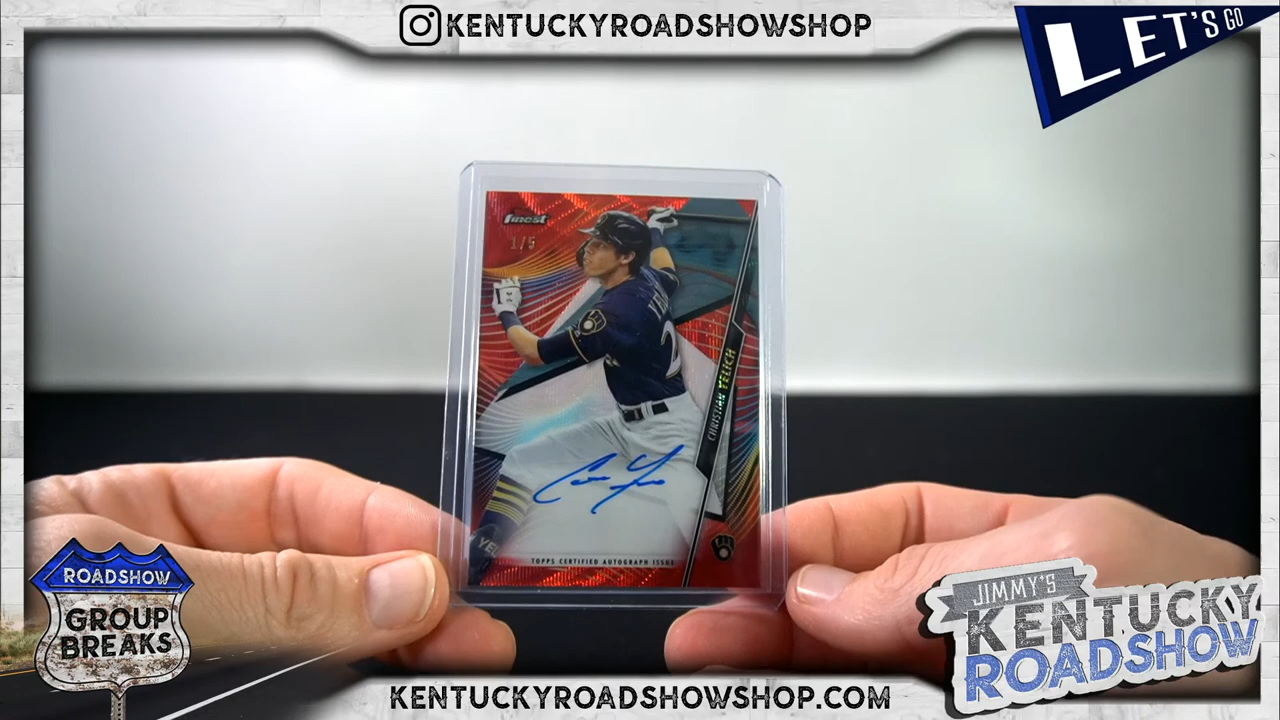 KENTUCKYROADSHOWSHOP
LET'S GO
finest
1/5
CHRISTIAN YELICH
TOPPS CERTIFIED AUTOGRAPH ISSUE
ROADSHOW
GROUP
BREAKS
JIMMY'S
KENTUCKY
ROADSHOW
KENTUCKYROADSHOWSHOP.COM